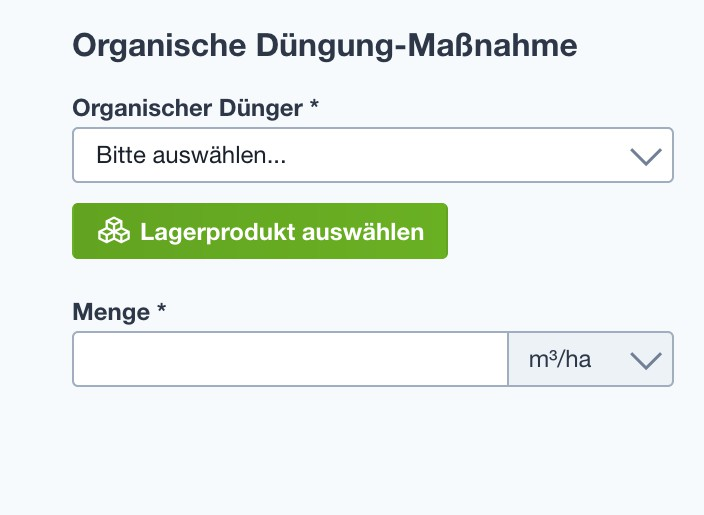 Organische Düngung-Maßnahme
Organischer Dünger *
Bitte auswählen...
Lagerprodukt auswählen
Menge *
m³/ha